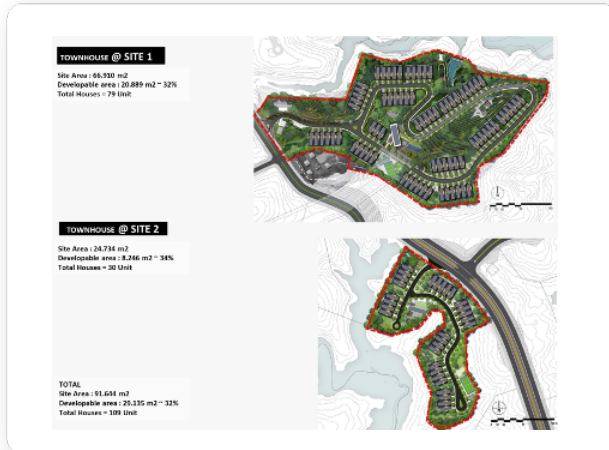 TOWNHOUSE @ SITE 1
Site Area : 66.910 m2
Developable area : 20.889 m2 ~ 32%
Total Houses = 79 Unit
TOWNHOUSE @ SITE 2
Site Area : 24.734 m2
Developable area : 8.246 m2 ~ 34%
Total Houses = 30 Unit
TOTAL
Site Area : 91.644 m2
Developable area : 29.135 m2 ~ 32%
Total Houses = 109 Unit